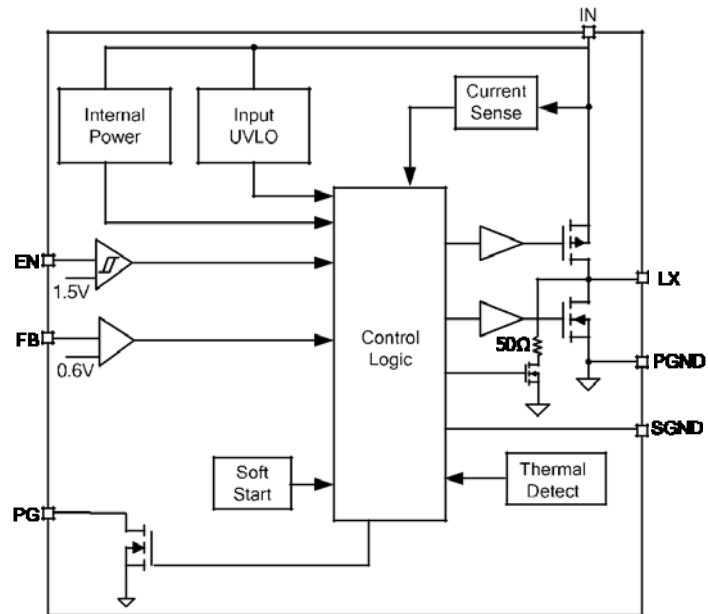 IN
Internal
Power
Input
UVLO
Current
Sense
EN
1.5V
LX
FB
0.6V
Control
Logic
50Ω
PGND
SGND
Soft
Start
Thermal
Detect
PG